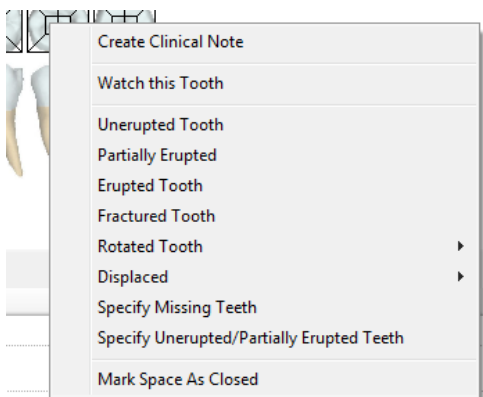 Create Clinical Note
Watch this Tooth
Unerupted Tooth
Partially Erupted
Erupted Tooth
Fractured Tooth
Rotated Tooth
Displaced
Specify Missing Teeth
Specify Unerupted/Partially Erupted Teeth
Mark Space As Closed